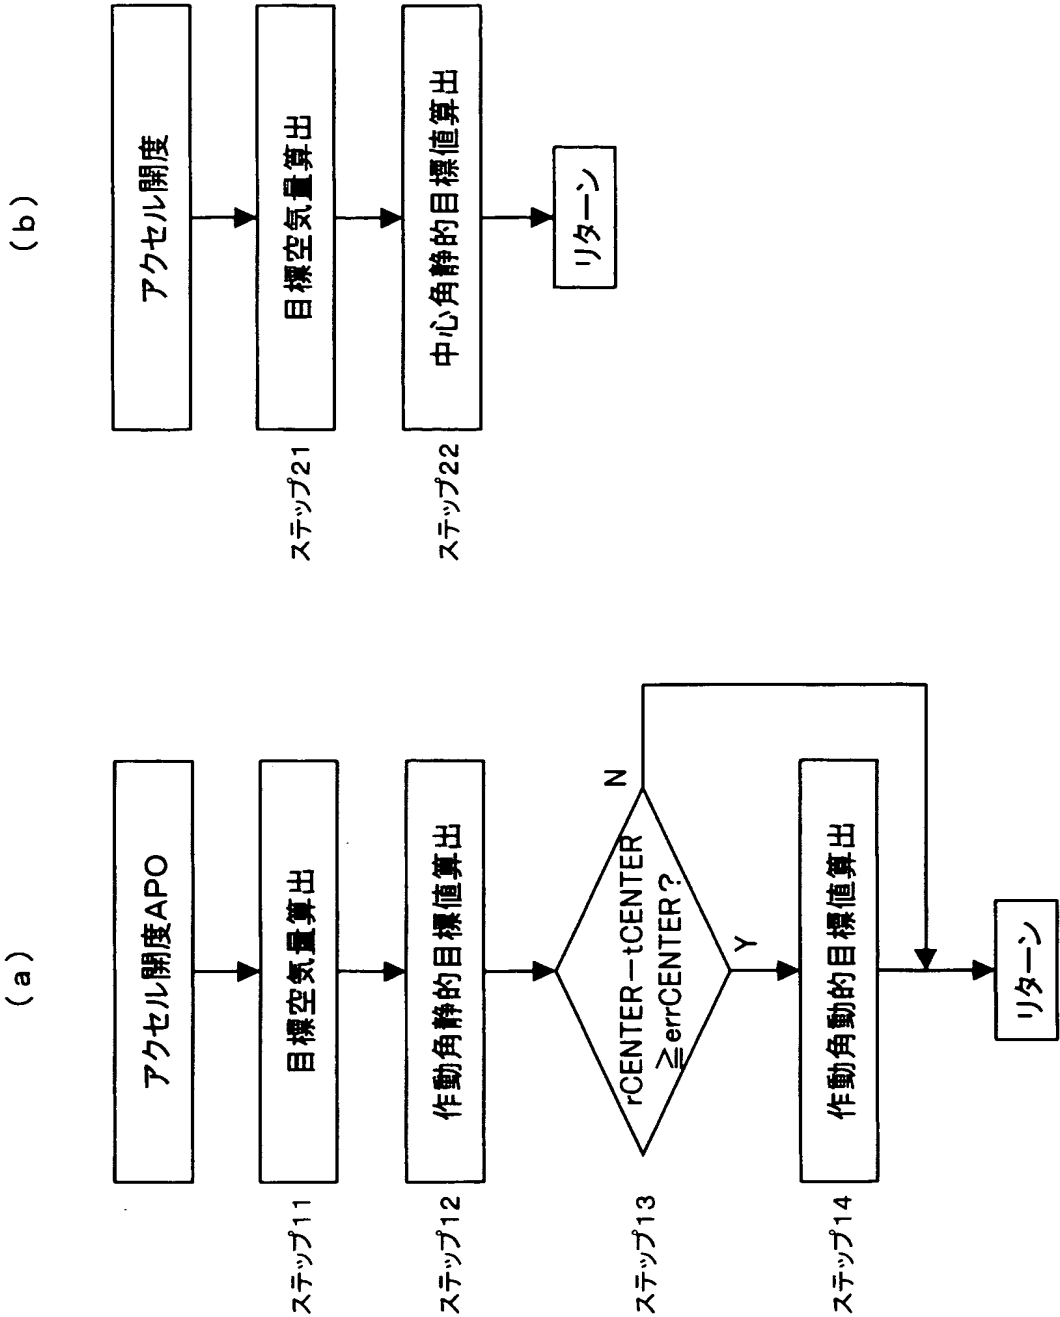 (a)
アクセル開度APO
ステップ11
目標空気量算出
ステップ12
作動角静的目標値算出
ステップ13
rCENTER-tCENTER
≧errCENTER?
N
Y
ステップ14
作動角動的目標値算出
リターン
(b)
アクセル開度
ステップ21
目標空気量算出
ステップ22
中心角静的目標値算出
リターン